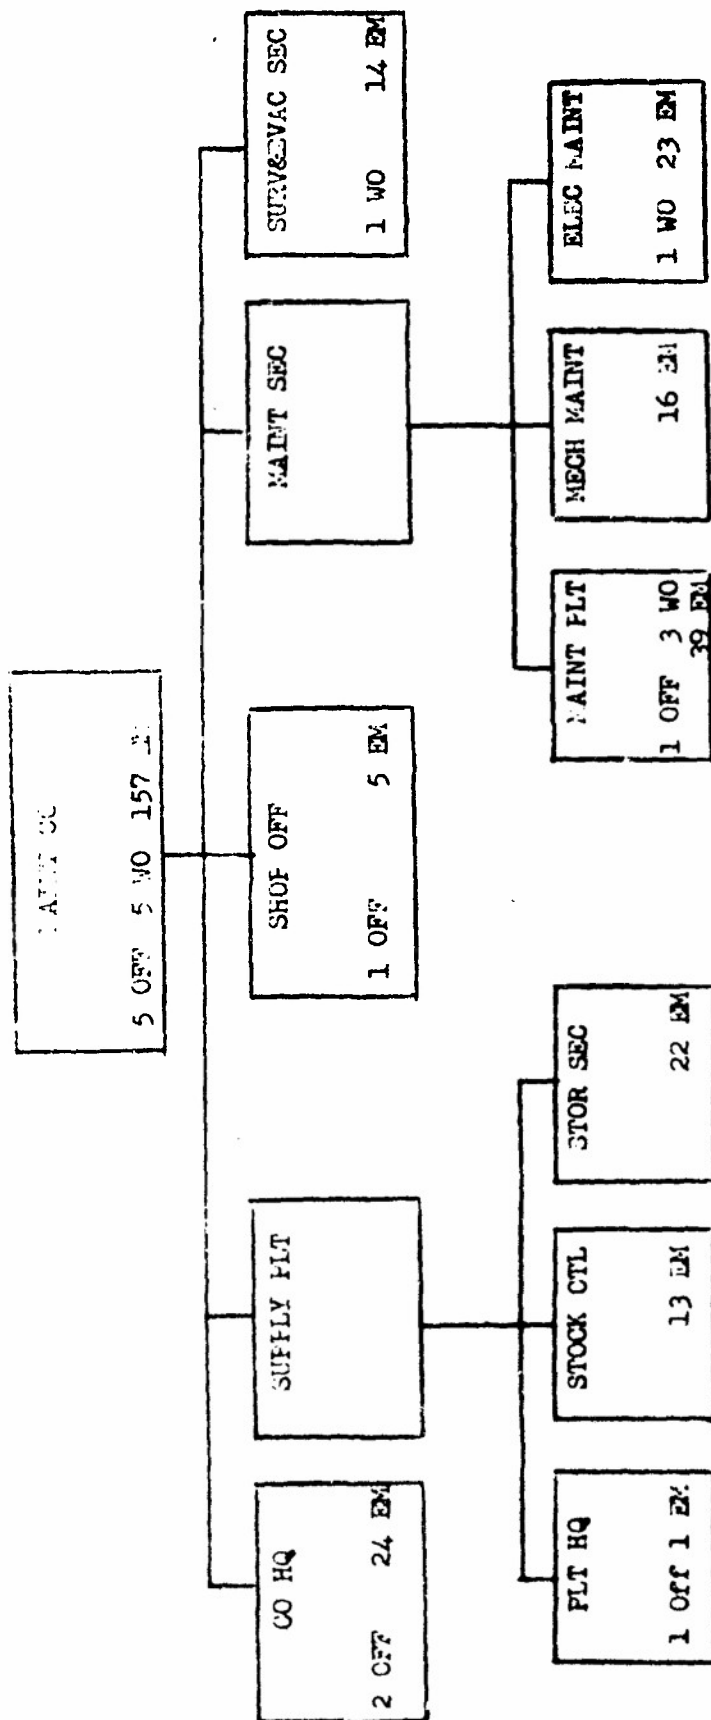 5 OFF 5 WO 157
CO HQ
2 OFF 24 EM
SUPPLY PLT
SHOP OFF
1 OFF 5 EM
MAINT SEC
SURV&EVAC SEC
1 WO 14 EM
PLT HQ
1 Off 1 EM
STOCK CTL
13 EM
STOR SEC
22 EM
MAINT PLT
1 OFF 3 WO
39 EM
MECH MAINT
16 EM
ELEC MAINT
1 WO 23 EM